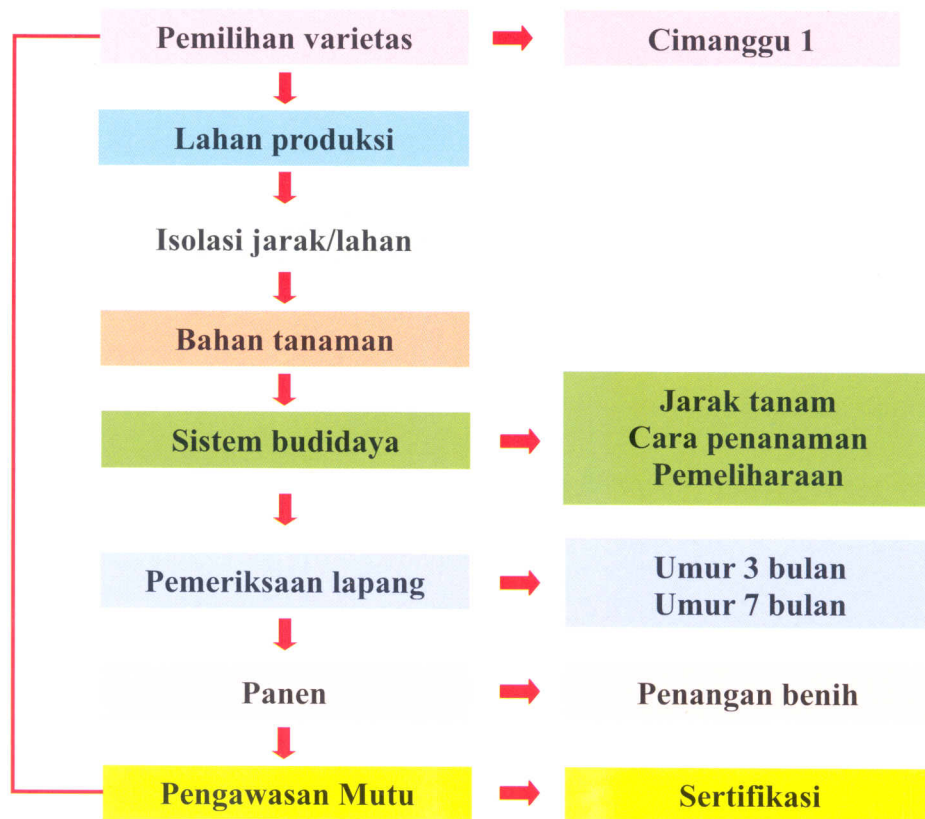 Pemilihan varietas
Cimanggu 1
Lahan produksi
Isolasi jarak/lahan
Bahan tanaman
Sistem budidaya
Jarak tanam
Cara penanaman
Pemeliharaan
Pemeriksaan lapang
Umur 3 bulan
Umur 7 bulan
Panen
Penangan benih
Pengawasan Mutu
Sertifikasi